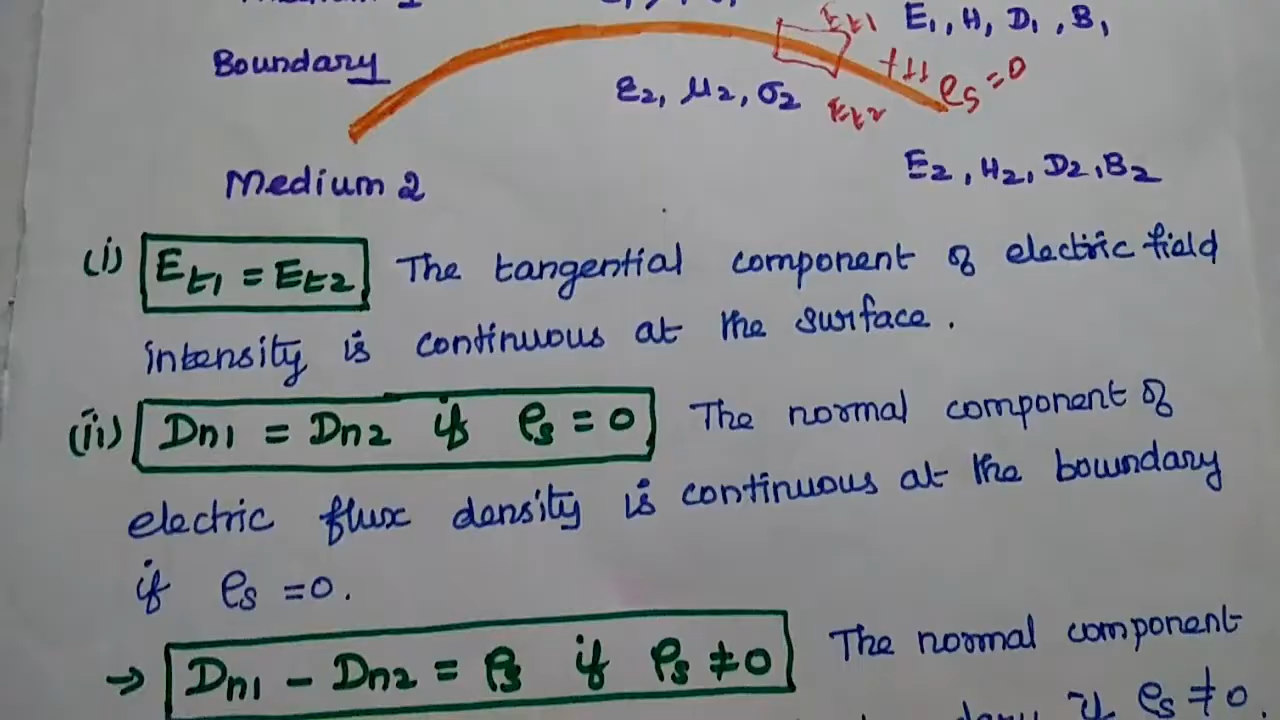 Boundary
Et1 E1, H, D1, B1
ε2, μ2, σ2
Et2
+++ ρs=0
Medium 2
E2, H2, D2, B2
(i) Et1 = Et2 The tangential component of electric field
intensity is continuous at the surface.
(ii) Dn1 = Dn2 if ρs = 0 The normal component of
electric flux density is continuous at the boundary
if ρs = 0.
→ Dn1 - Dn2 = ρs if ρs ≠ 0 The normal component
if ρs ≠ 0.